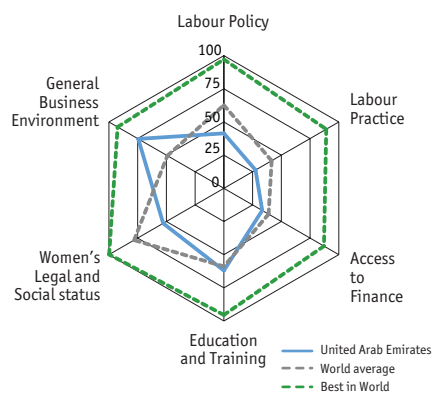 Labour Policy
100
75
50
25
0
General
Business
Environment
Labour
Practice
Women's
Legal and
Social status
Access
to
Finance
Education
and Training
United Arab Emirates
World average
Best in World